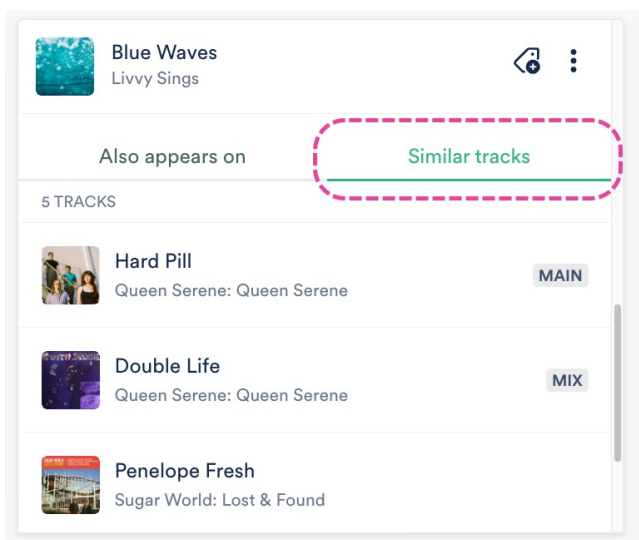 Blue Waves
Livvy Sings
Also appears on
Similar tracks
5 TRACKS
Hard Pill
Queen Serene: Queen Serene
MAIN
Double Life
Queen Serene: Queen Serene
MIX
Penelope Fresh
Sugar World: Lost & Found